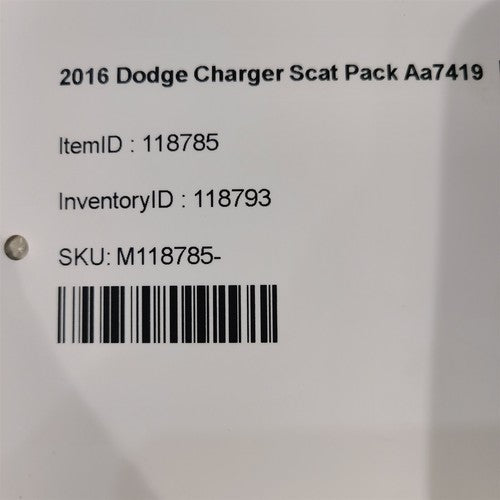 2016 Dodge Charger Scat Pack Aa7419
ItemID : 118785
InventoryID : 118793
SKU: M118785-